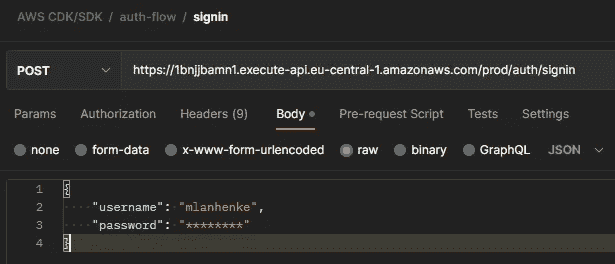 AWS CDK/SDK / auth-flow / signin
POST https://1bnjjbamn1.execute-api.eu-central-1.amazonaws.com/prod/auth/signin
Params Authorization Headers (9) Body Pre-request Script Tests Settings
none form-data x-www-form-urlencoded raw binary GraphQL JSON
1 {
2 "username": "mlanhenke",
3 "password": "********"
4 }